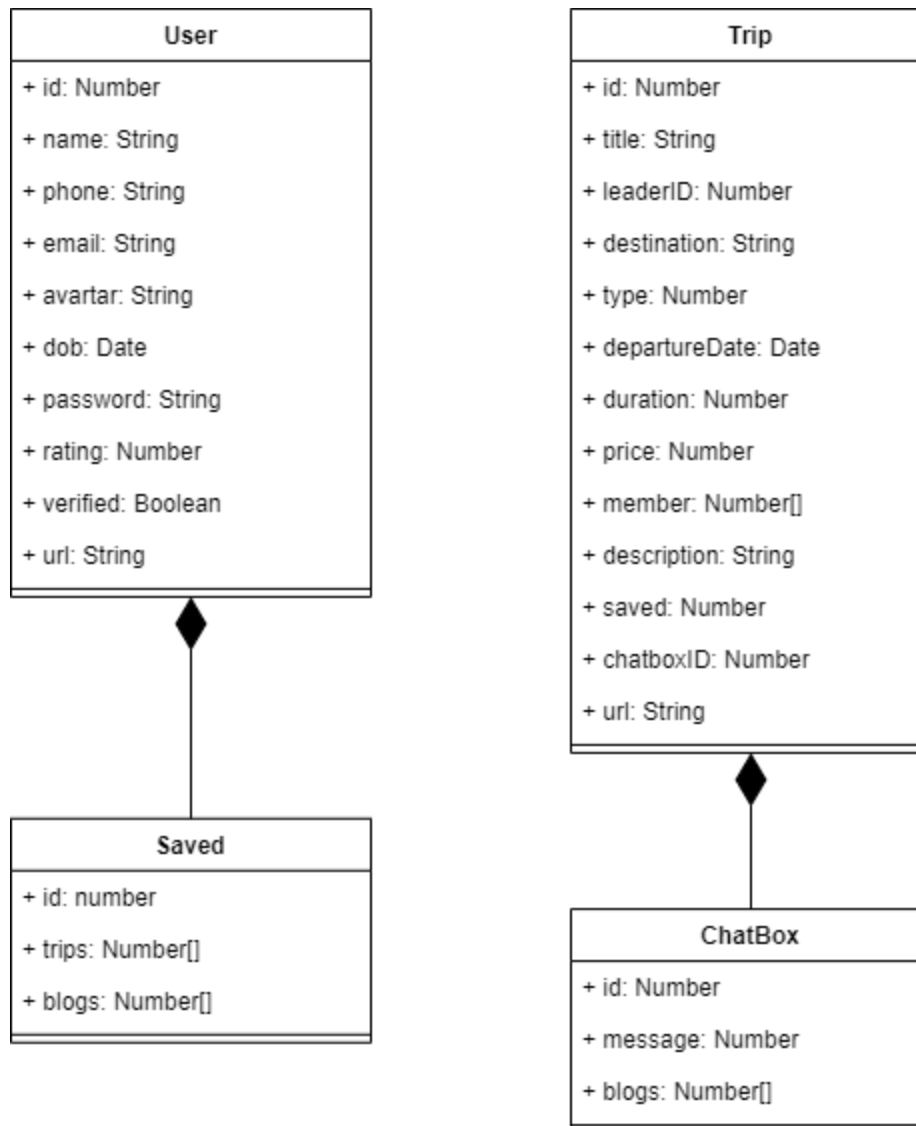 User
+ id: Number
+ name: String
+ phone: String
+ email: String
+ avartar: String
+ dob: Date
+ password: String
+ rating: Number
+ verified: Boolean
+ url: String
Saved
+ id: number
+ trips: Number[]
+ blogs: Number[]
Trip
+ id: Number
+ title: String
+ leaderID: Number
+ destination: String
+ type: Number
+ departureDate: Date
+ duration: Number
+ price: Number
+ member: Number[]
+ description: String
+ saved: Number
+ chatboxID: Number
+ url: String
ChatBox
+ id: Number
+ message: Number
+ blogs: Number[]